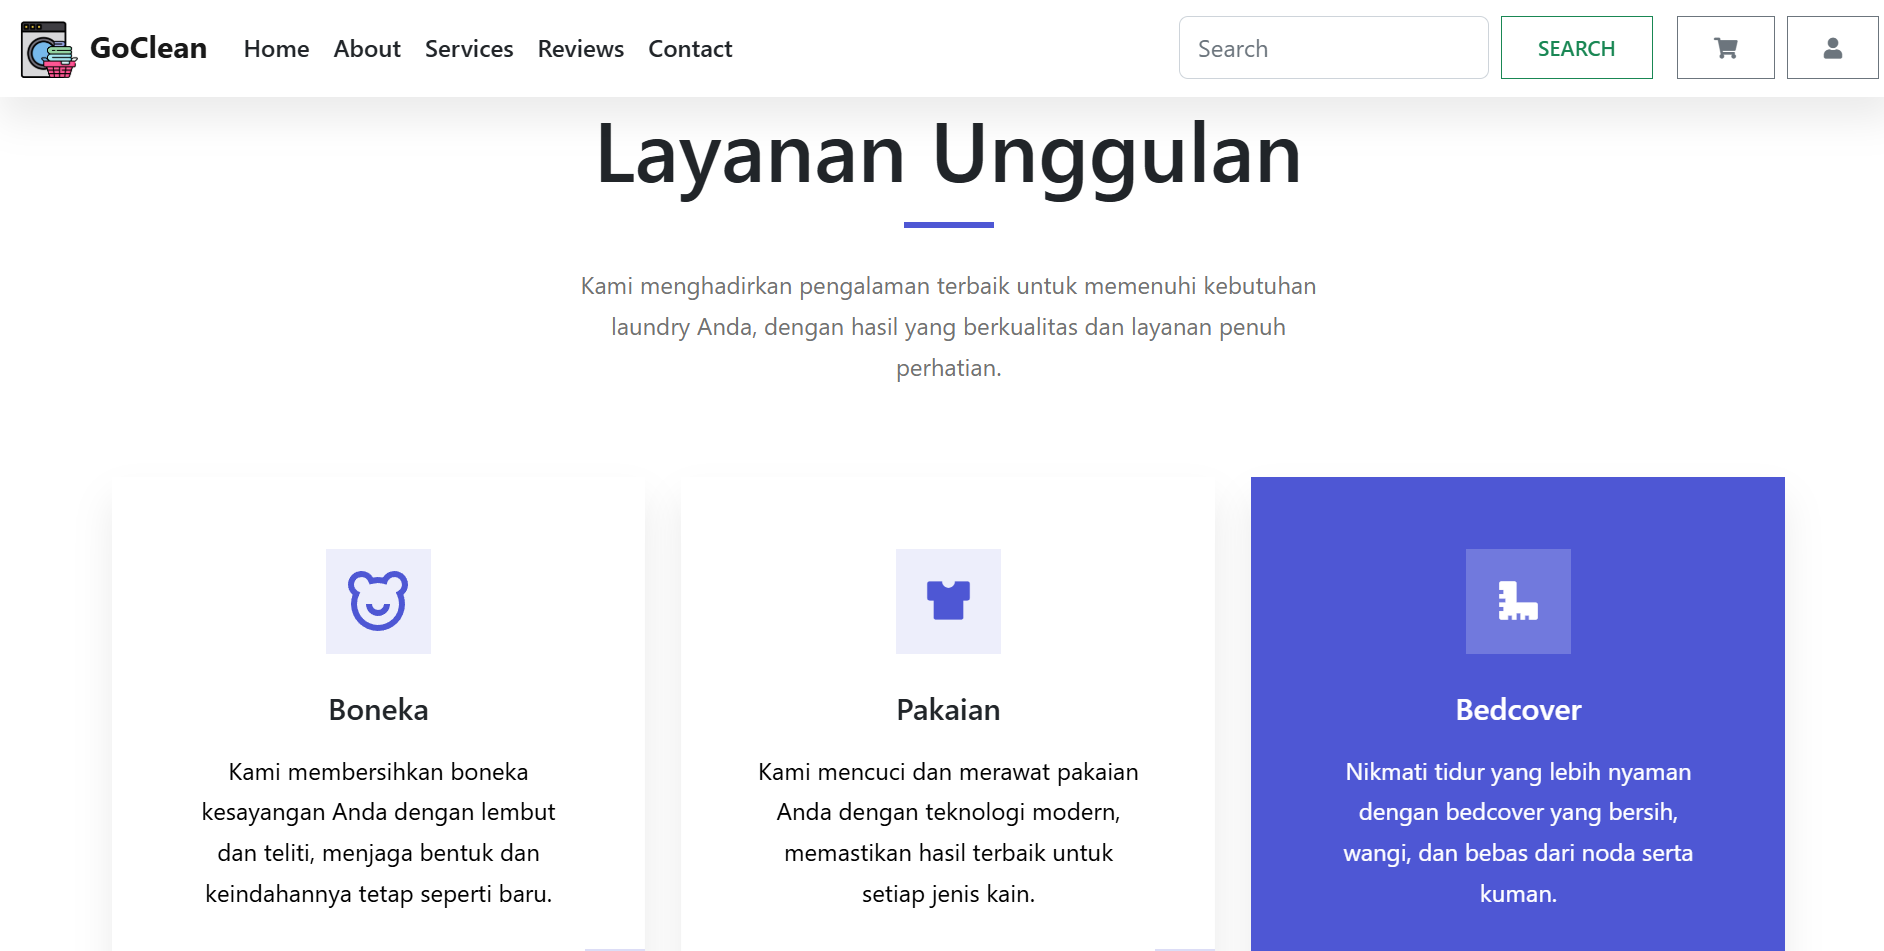 GoClean
Home
About
Services
Reviews
Contact
Search
SEARCH
Layanan Unggulan
Kami menghadirkan pengalaman terbaik untuk memenuhi kebutuhan
laundry Anda, dengan hasil yang berkualitas dan layanan penuh
perhatian.
Boneka
Kami membersihkan boneka
kesayangan Anda dengan lembut
dan teliti, menjaga bentuk dan
keindahannya tetap seperti baru.
Pakaian
Kami mencuci dan merawat pakaian
Anda dengan teknologi modern,
memastikan hasil terbaik untuk
setiap jenis kain.
Bedcover
Nikmati tidur yang lebih nyaman
dengan bedcover yang bersih,
wangi, dan bebas dari noda serta
kuman.